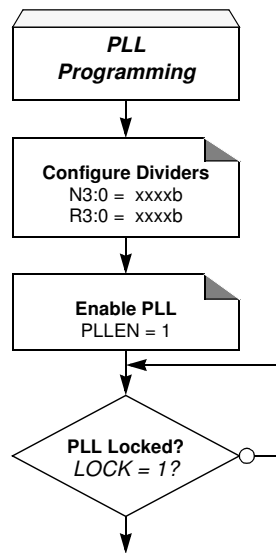 PLL
Programming
Configure Dividers
N3:0 = xxxxb
R3:0 = xxxxb
Enable PLL
PLLEN = 1
PLL Locked?
LOCK = 1?